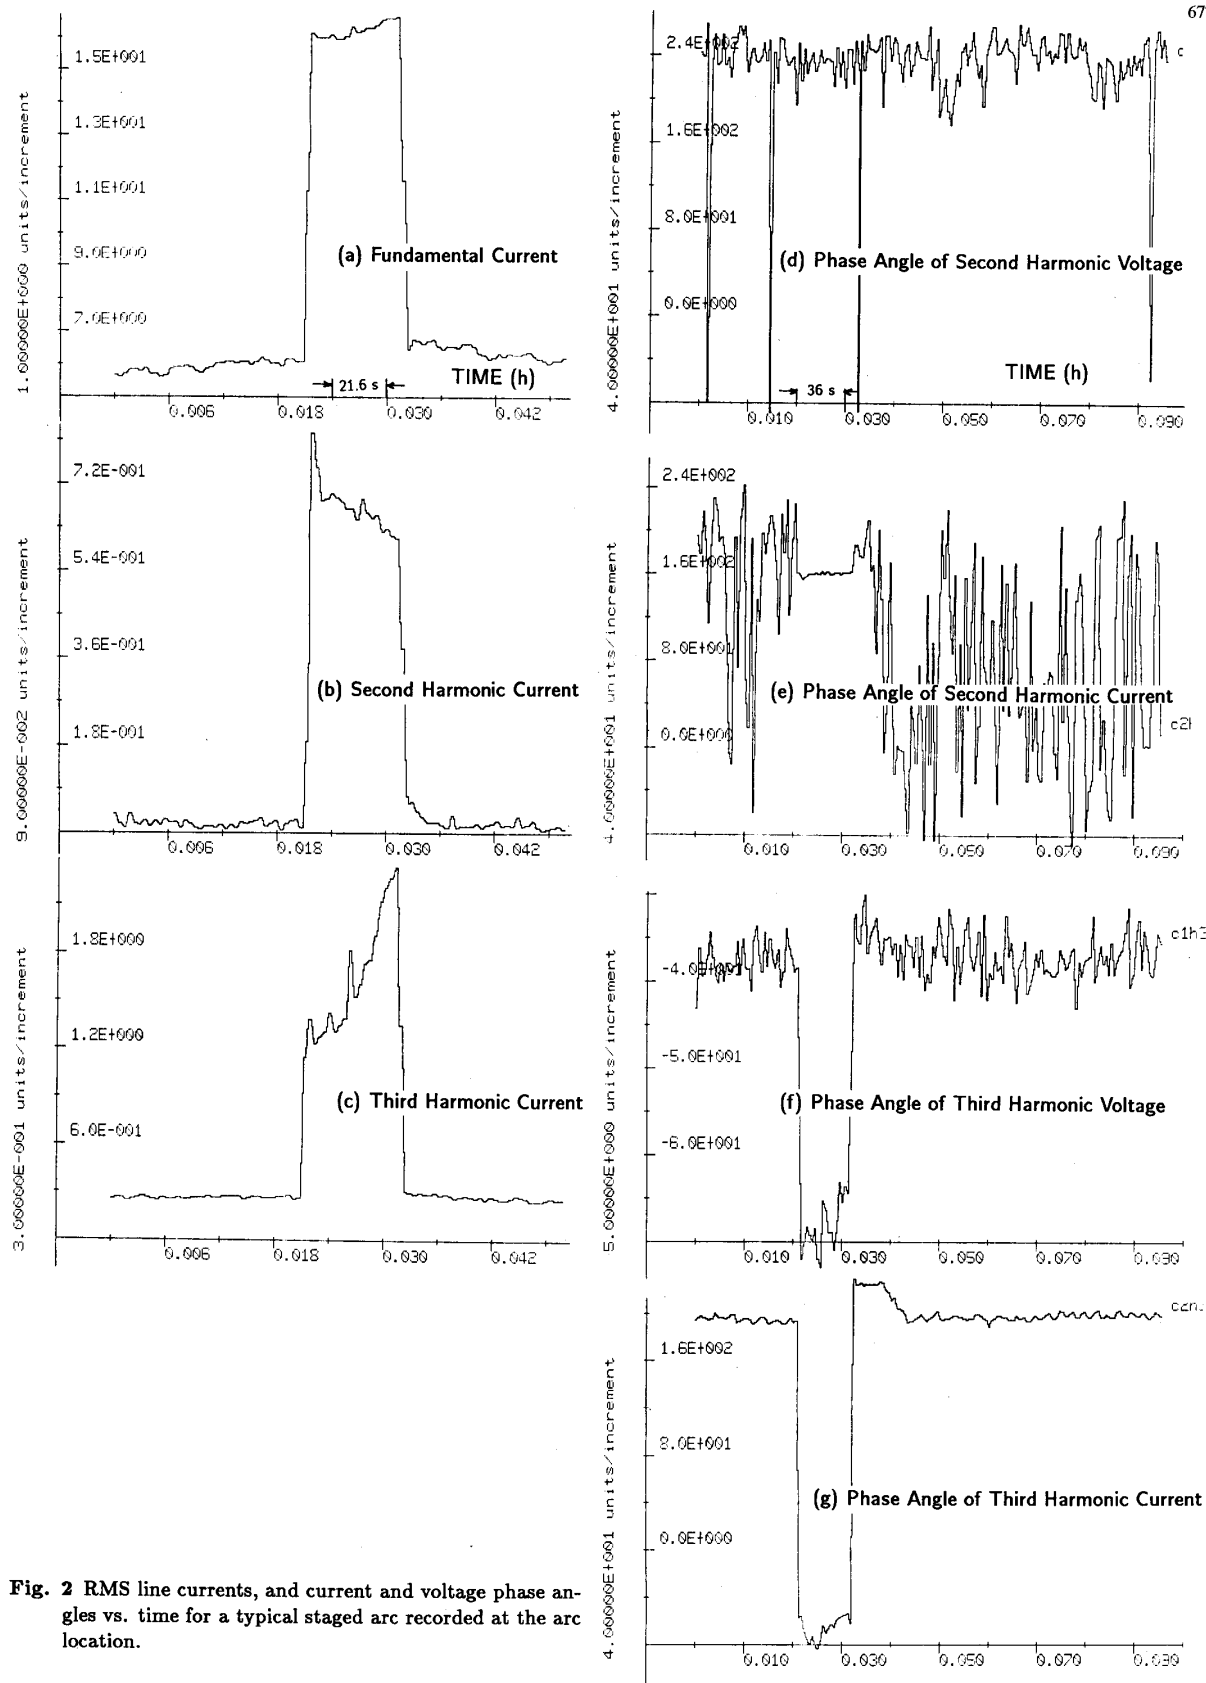 67
1.5E+001
1.3E+001
1.1E+001
9.0E+000
7.0E+000
1.00000E+000 units/increment
(a) Fundamental Current
21.6 s
TIME (h)
0.006 0.018 0.030 0.042
7.2E-001
5.4E-001
3.6E-001
1.8E-001
9.00000E-002 units/increment
(b) Second Harmonic Current
0.006 0.018 0.030 0.042
1.8E+000
1.2E+000
6.0E-001
3.00000E-001 units/increment
(c) Third Harmonic Current
0.006 0.018 0.030 0.042
Fig. 2 RMS line currents, and current and voltage phase an-
gles vs. time for a typical staged arc recorded at the arc
location.
2.4E+002
c
1.6E+002
8.0E+001
0.0E+000
4.00000E+001 units/increment
(d) Phase Angle of Second Harmonic Voltage
TIME (h)
36 s
0.010 0.030 0.050 0.070 0.090
2.4E+002
1.6E+002
8.0E+001
0.0E+000
4.00000E+001 units/increment
(e) Phase Angle of Second Harmonic Current
0.010 0.030 0.050 0.070 0.090
-4.0E+001
-5.0E+001
-6.0E+001
5.00000E+000 units/increment
(f) Phase Angle of Third Harmonic Voltage
0.010 0.030 0.050 0.070 0.090
1.6E+002
8.0E+001
0.0E+000
4.00000E+001 units/increment
(g) Phase Angle of Third Harmonic Current
0.010 0.030 0.050 0.070 0.090